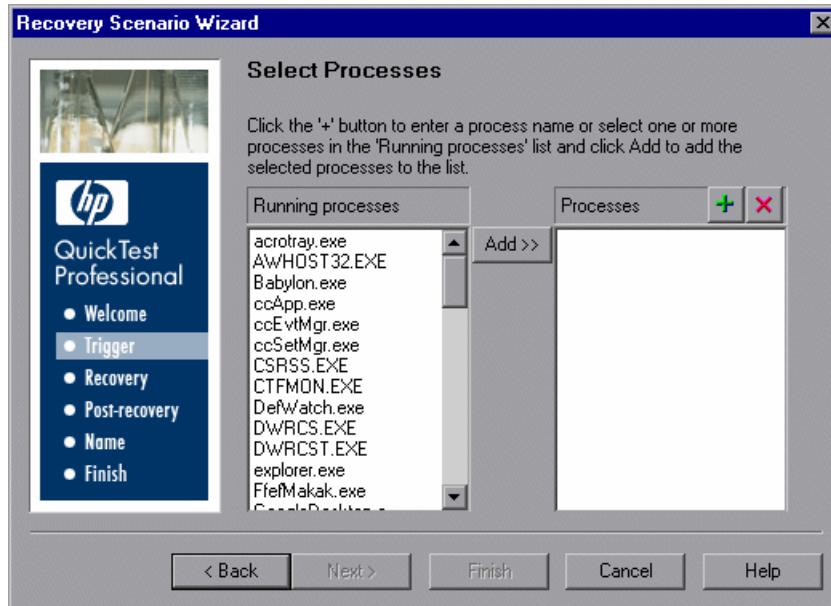 Recovery Scenario Wizard
Select Processes
Click the '+' button to enter a process name or select one or more
processes in the 'Running processes' list and click Add to add the
selected processes to the list.
hp
QuickTest
Professional
Welcome
Trigger
Recovery
Post-recovery
Name
Finish
Running processes
acrotray.exe
AWHOST32.EXE
Babylon.exe
ccApp.exe
ccEvtMgr.exe
ccSetMgr.exe
CSRSS.EXE
CTFMON.EXE
DefWatch.exe
DWRCS.EXE
DWRCST.EXE
explorer.exe
FfefMakak.exe
Add >>
Processes
< Back
Next >
Finish
Cancel
Help